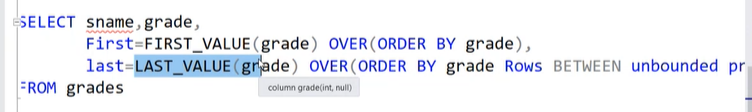 SELECT sname,grade,
First=FIRST_VALUE(grade) OVER(ORDER BY grade),
last=LAST_VALUE(grade) OVER(ORDER BY grade Rows BETWEEN unbounded pr
FROM grades
column grade(int, null)